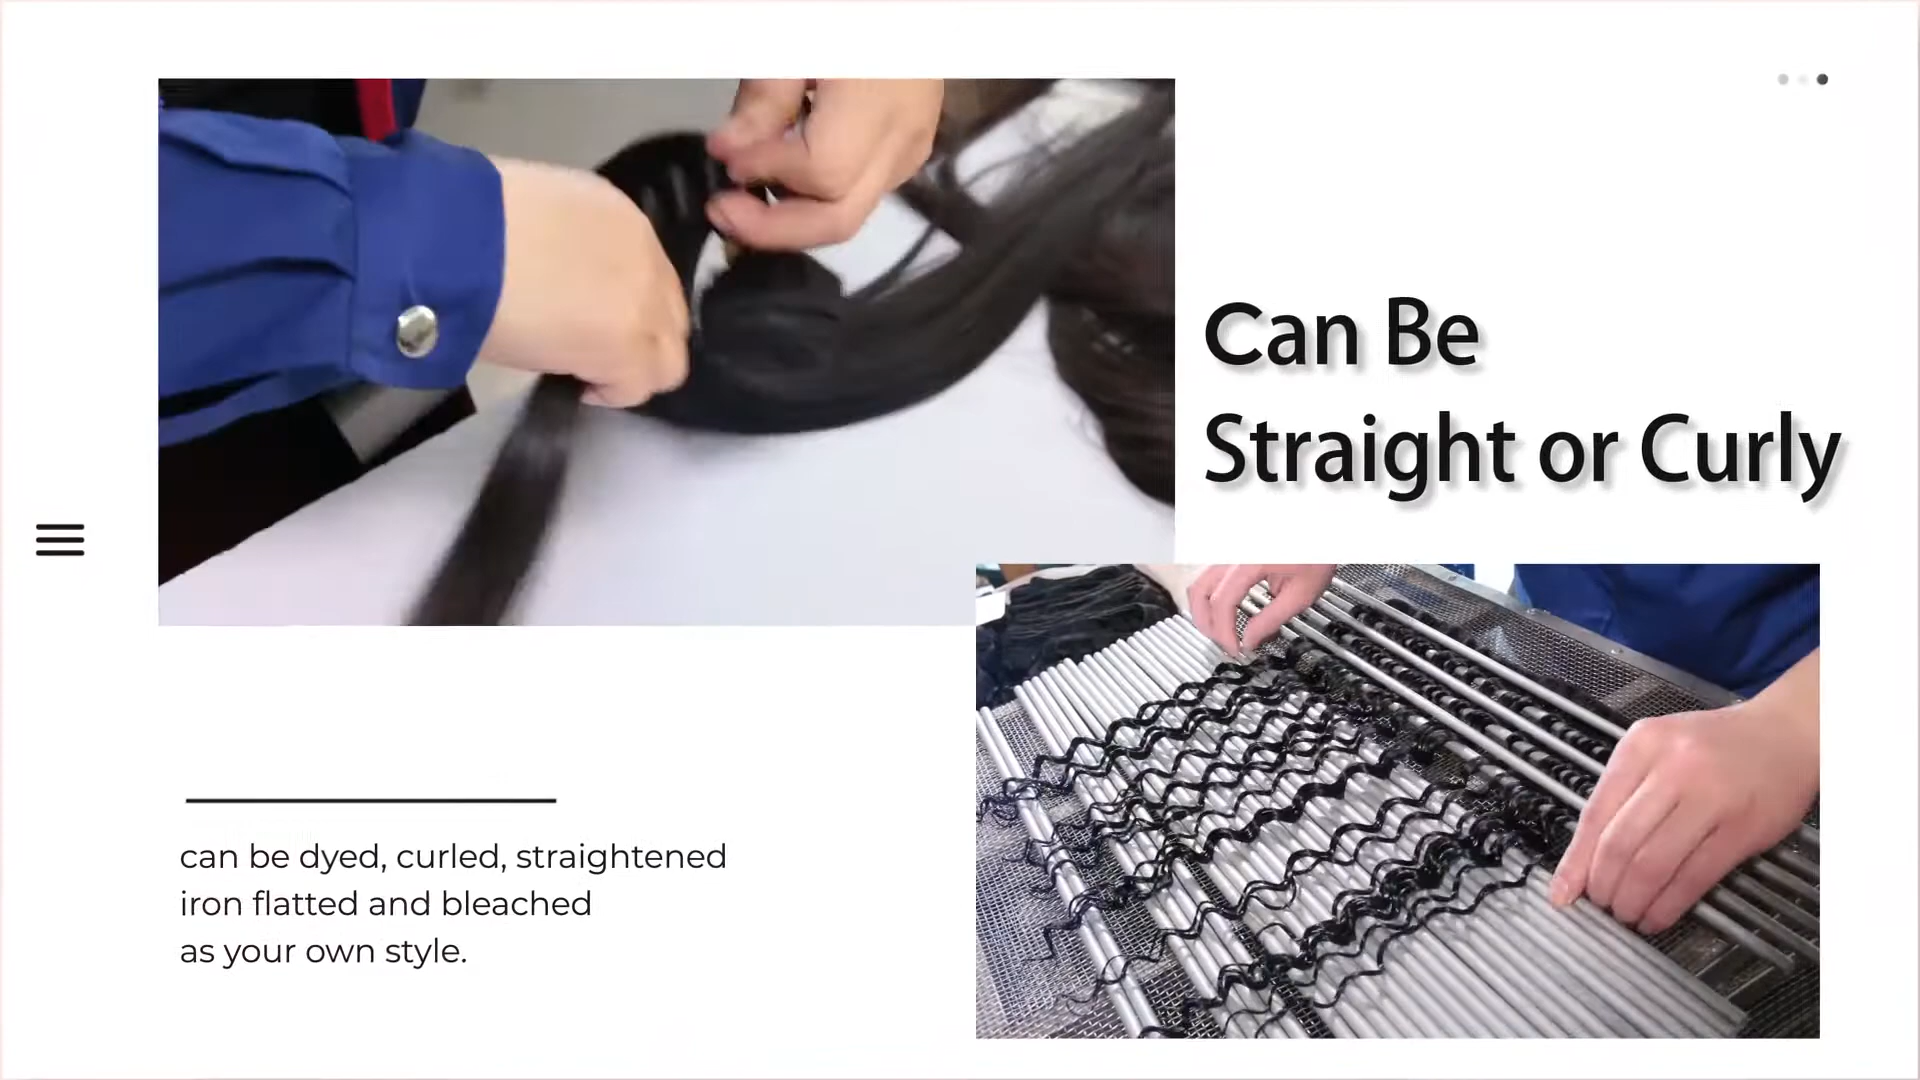 Can Be
Straight or Curly
can be dyed, curled, straightened
iron flatted and bleached
as your own style.